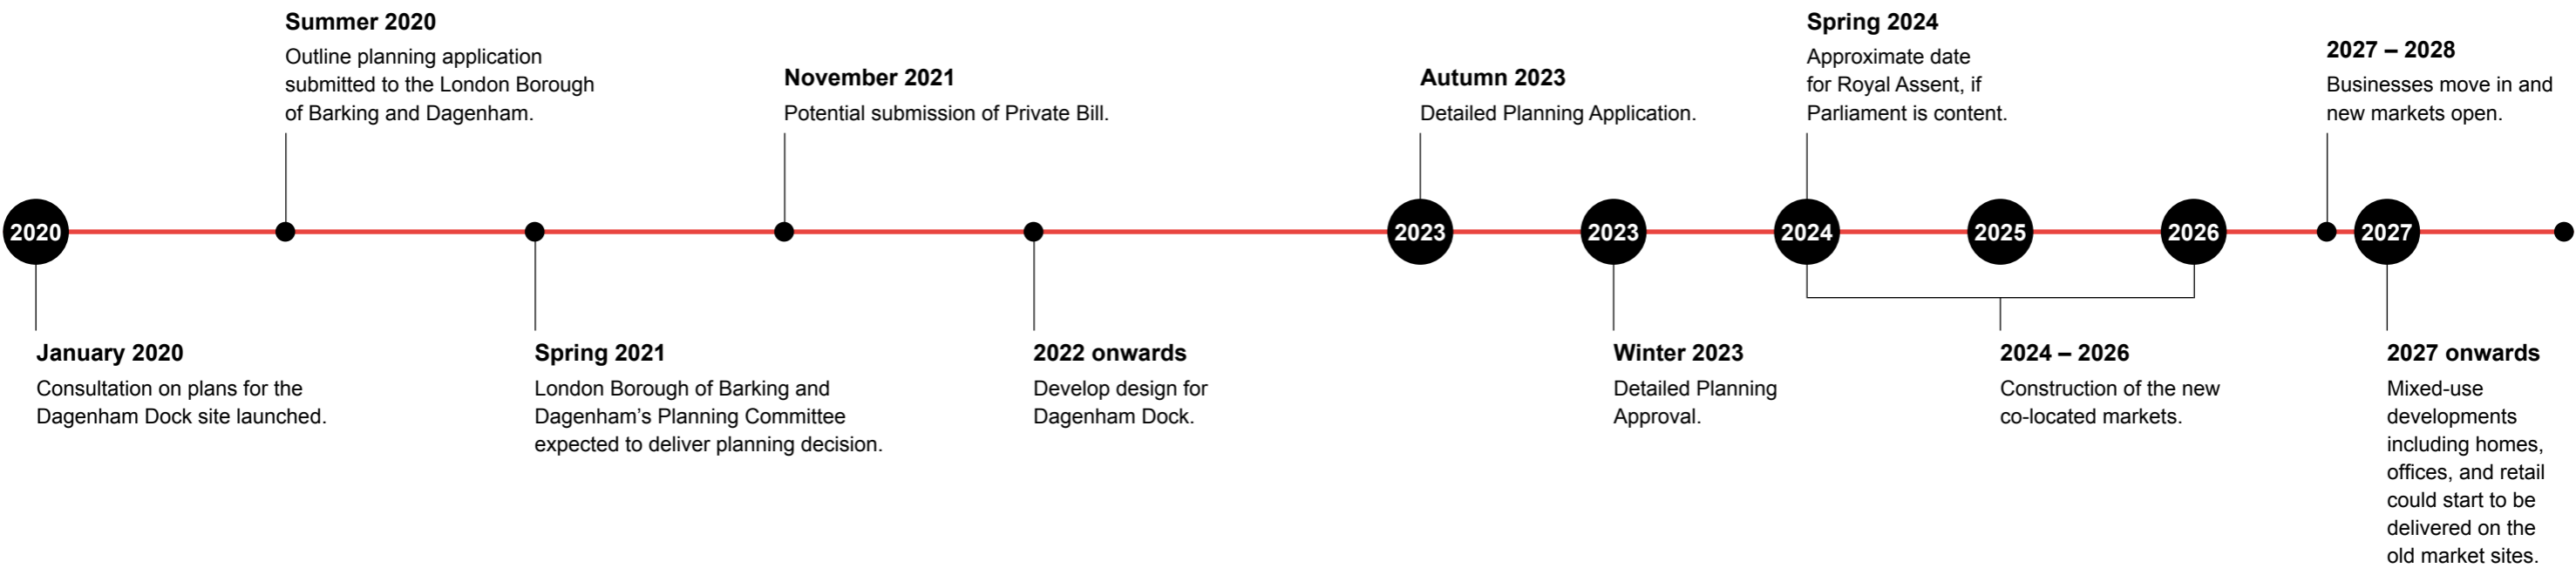 Summer 2020
Outline planning application
submitted to the London Borough
of Barking and Dagenham.
November 2021
Potential submission of Private Bill.
Autumn 2023
Detailed Planning Application.
Spring 2024
Approximate date
for Royal Assent, if
Parliament is content.
2027 – 2028
Businesses move in and
new markets open.
2020
2023
2023
2024
2025
2026
2027
January 2020
Consultation on plans for the
Dagenham Dock site launched.
Spring 2021
London Borough of Barking and
Dagenham’s Planning Committee
expected to deliver planning decision.
2022 onwards
Develop design for
Dagenham Dock.
Winter 2023
Detailed Planning
Approval.
2024 – 2026
Construction of the new
co-located markets.
2027 onwards
Mixed-use
developments
including homes,
offices, and retail
could start to be
delivered on the
old market sites.